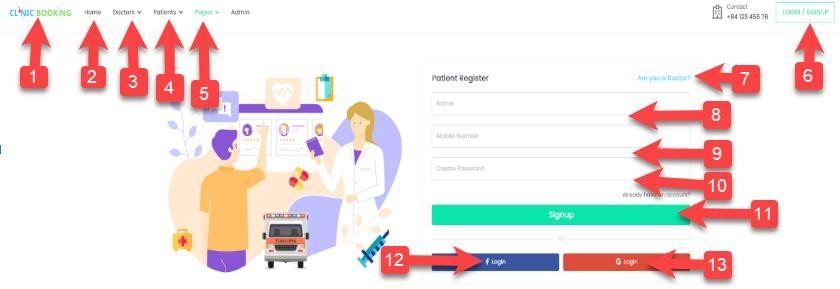 CLINIC BOOKING Home Doctors Patients Pages Admin Contact +84 123 456 78 LOGIN / SIGNUP
1 2 3 4 5 6
Patient Register Are you a Doctor? 7
Name 8
Mobile Number 9
Create Password 10
Already have an account?
Signup 11
or
12 f Login G Login 13